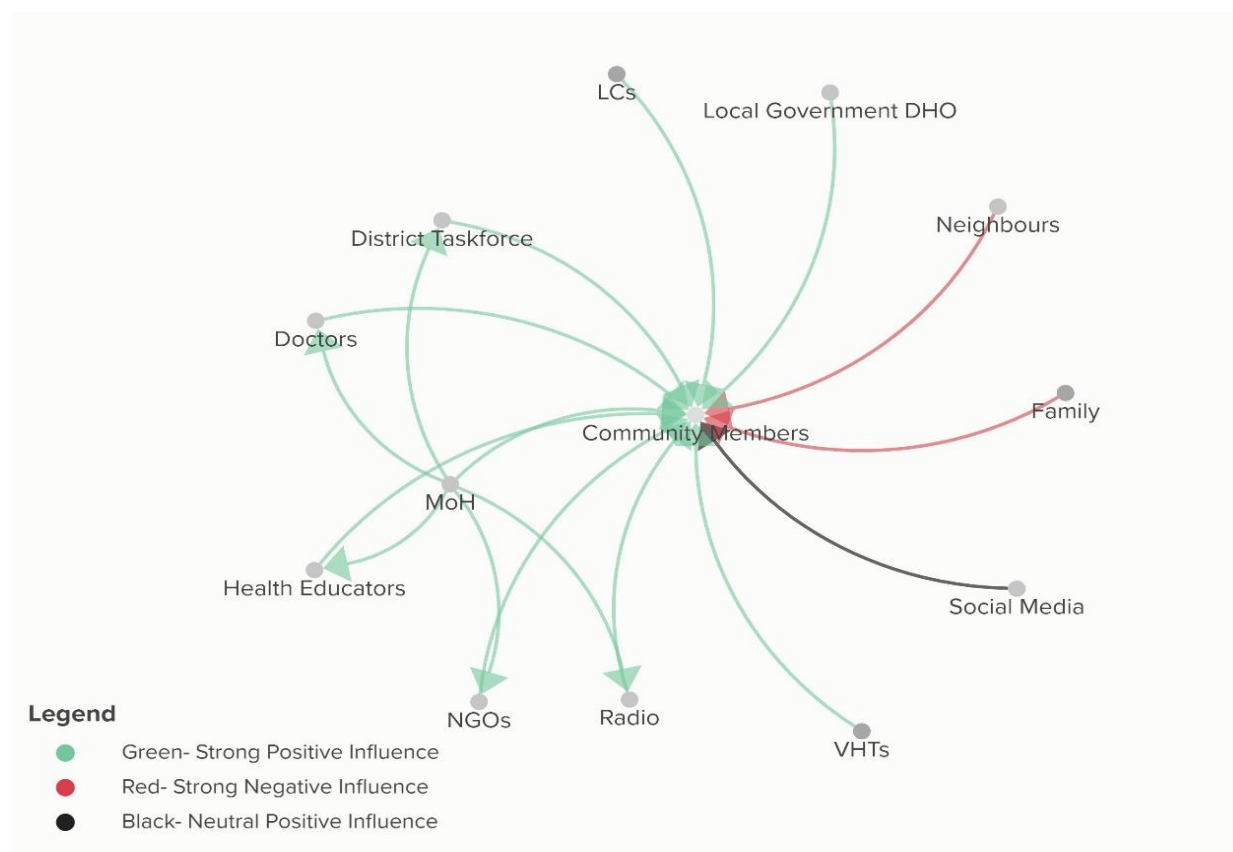 LCs
Local Government DHO
Neighbours
District Taskforce
Doctors
Family
Community Members
MoH
Health Educators
Social Media
NGOs
Radio
VHTs
Legend
Green- Strong Positive Influence
Red- Strong Negative Influence
Black- Neutral Positive Influence